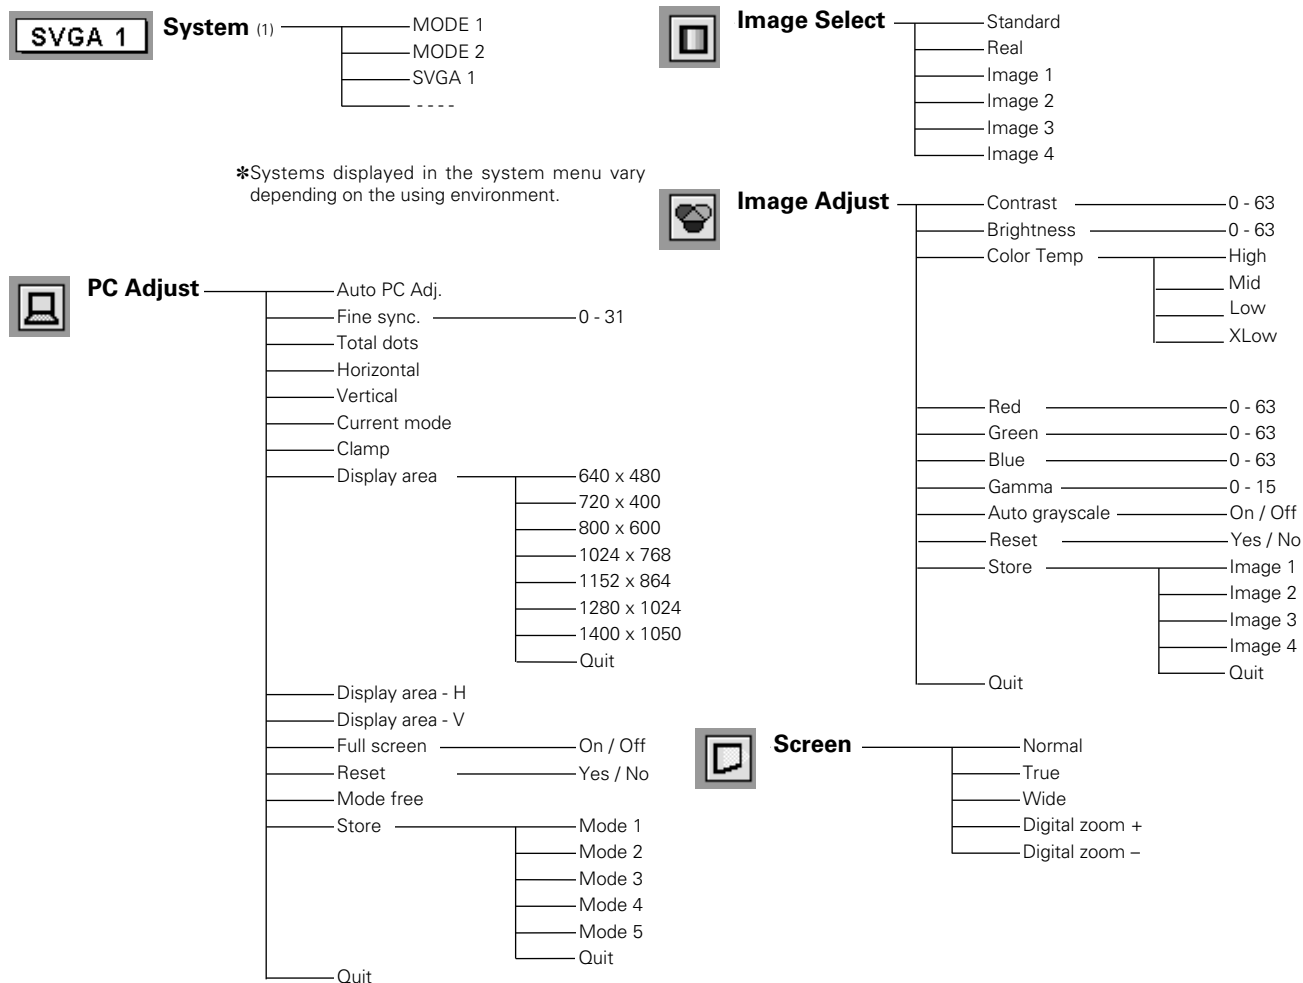 SVGA 1
System (1)
MODE 1
MODE 2
SVGA 1
- - - -
✽Systems displayed in the system menu vary
depending on the using environment.
PC Adjust
Auto PC Adj.
Fine sync. 0 - 31
Total dots
Horizontal
Vertical
Current mode
Clamp
Display area 640 x 480
720 x 400
800 x 600
1024 x 768
1152 x 864
1280 x 1024
1400 x 1050
Quit
Display area - H
Display area - V
Full screen On / Off
Reset Yes / No
Mode free
Store Mode 1
Mode 2
Mode 3
Mode 4
Mode 5
Quit
Quit
Image Select
Standard
Real
Image 1
Image 2
Image 3
Image 4
Image Adjust
Contrast 0 - 63
Brightness 0 - 63
Color Temp High
Mid
Low
XLow
Red 0 - 63
Green 0 - 63
Blue 0 - 63
Gamma 0 - 15
Auto grayscale On / Off
Reset Yes / No
Store Image 1
Image 2
Image 3
Image 4
Quit
Quit
Screen
Normal
True
Wide
Digital zoom +
Digital zoom –